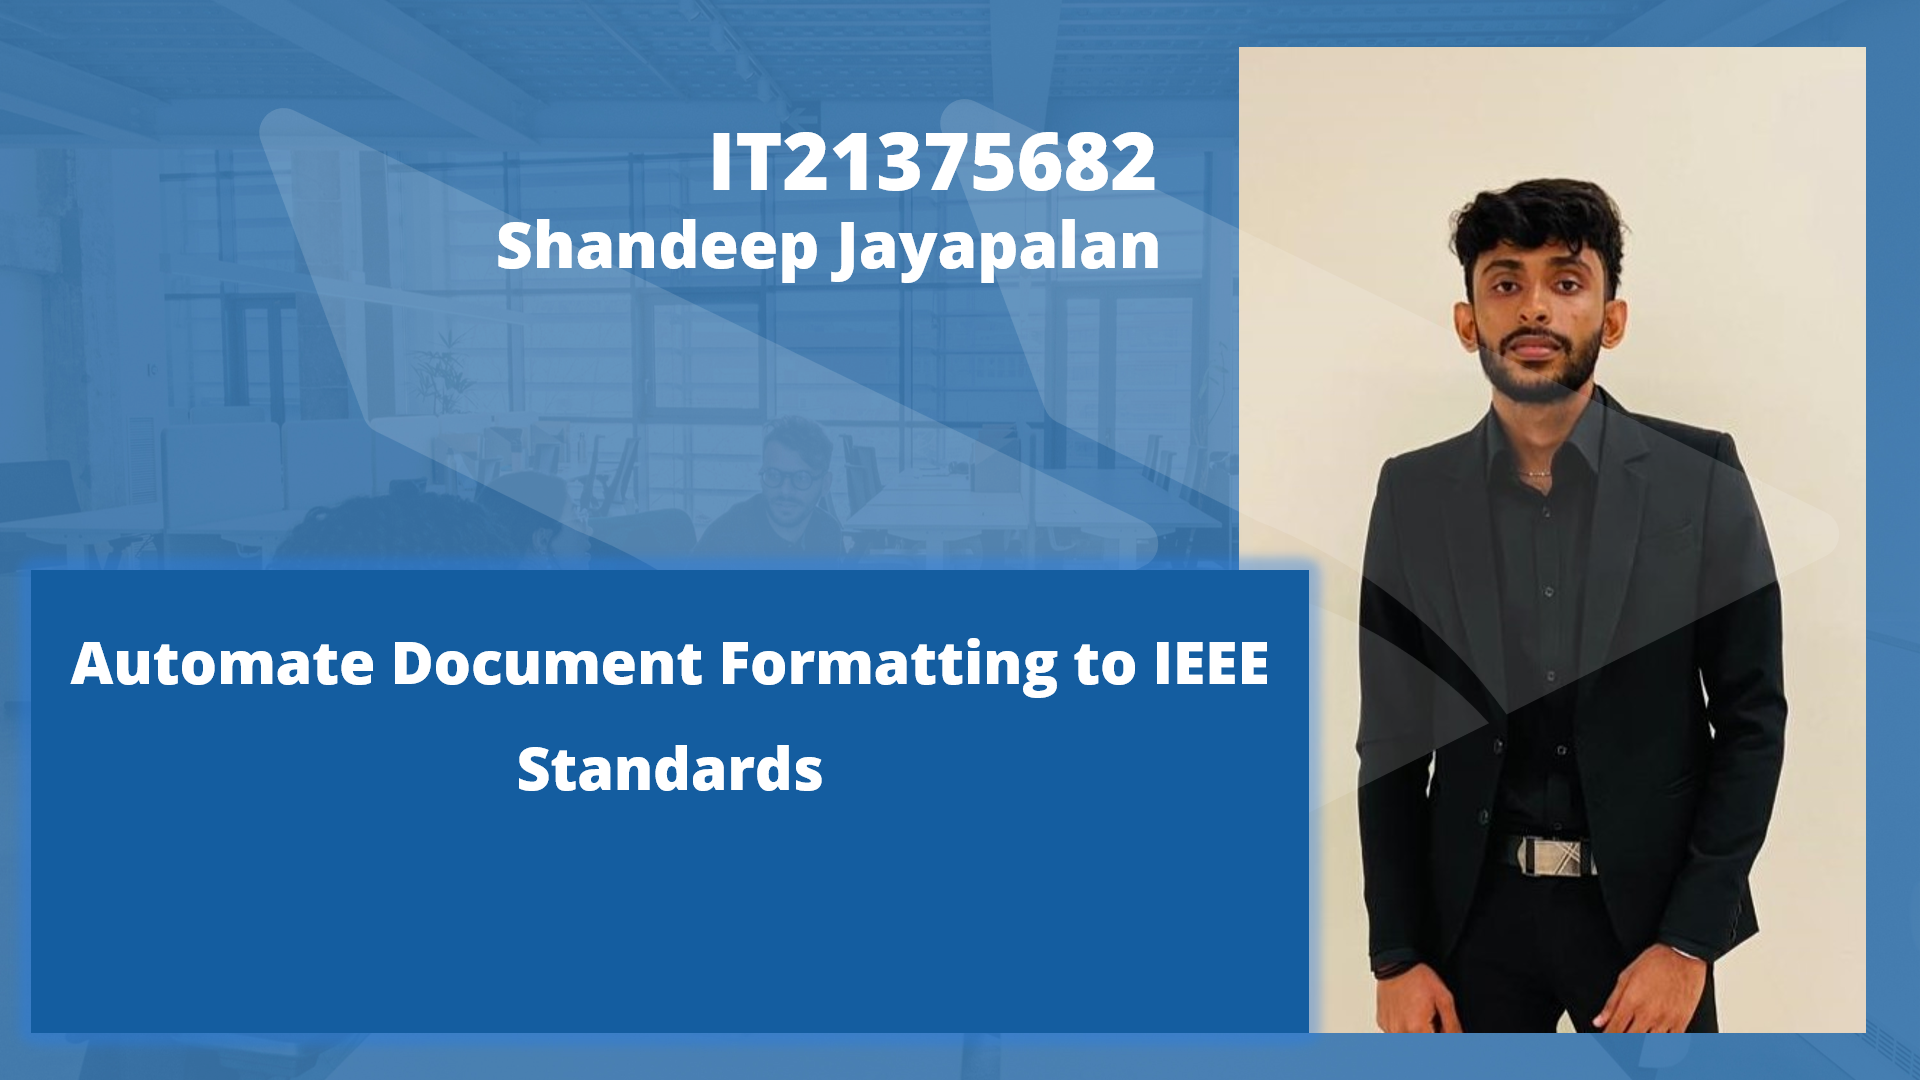 IT21375682
Shandeep Jayapalan
Automate Document Formatting to IEEE
Standards